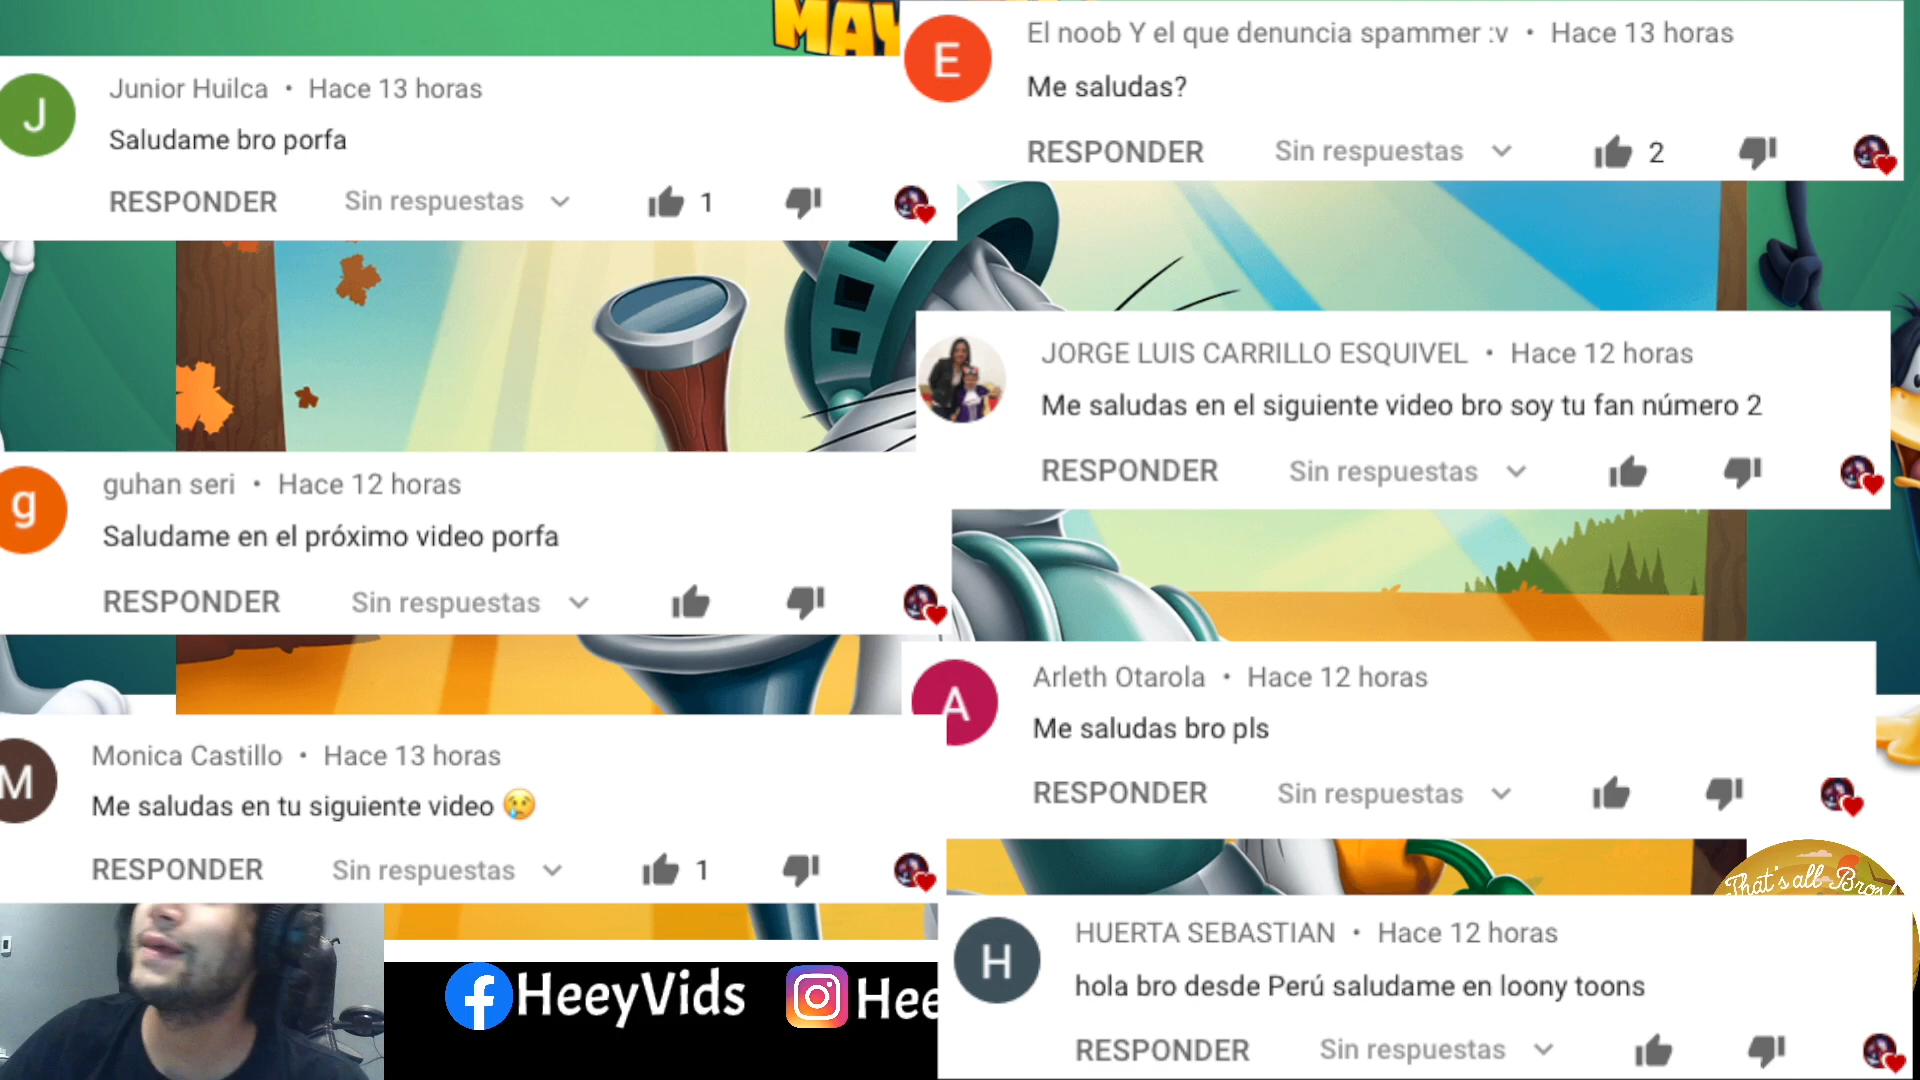 MAY
J
Junior Huilca • Hace 13 horas
Saludame bro porfa
RESPONDER Sin respuestas 1
E
El noob Y el que denuncia spammer :v • Hace 13 horas
Me saludas?
RESPONDER Sin respuestas 2
JORGE LUIS CARRILLO ESQUIVEL • Hace 12 horas
Me saludas en el siguiente video bro soy tu fan número 2
RESPONDER Sin respuestas
g
guhan seri • Hace 12 horas
Saludame en el próximo video porfa
RESPONDER Sin respuestas
A
Arleth Otarola • Hace 12 horas
Me saludas bro pls
RESPONDER Sin respuestas
M
Monica Castillo • Hace 13 horas
Me saludas en tu siguiente video 😢
RESPONDER Sin respuestas 1
That's all Bros!
H
HUERTA SEBASTIAN • Hace 12 horas
hola bro desde Perú saludame en loony toons
RESPONDER Sin respuestas
HeeyVids Hee